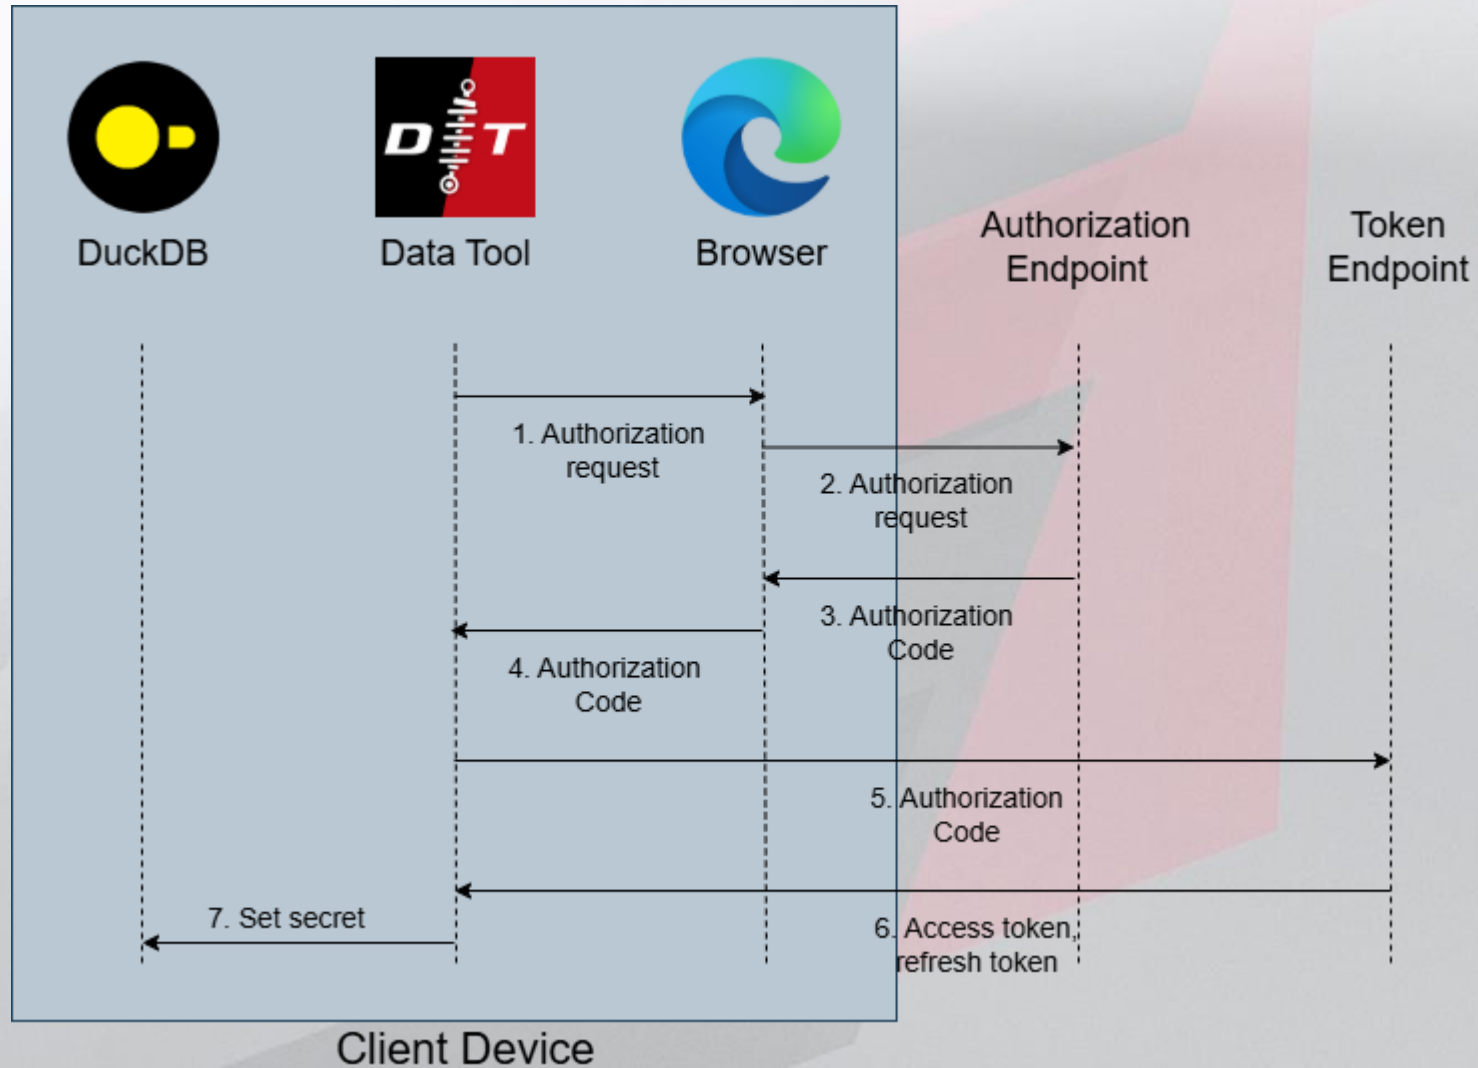 D T
DuckDB
Data Tool
Browser
Authorization
Endpoint
Token
Endpoint
1. Authorization
request
2. Authorization
request
3. Authorization
Code
4. Authorization
Code
5. Authorization
Code
6. Access token,
refresh token
7. Set secret
Client Device